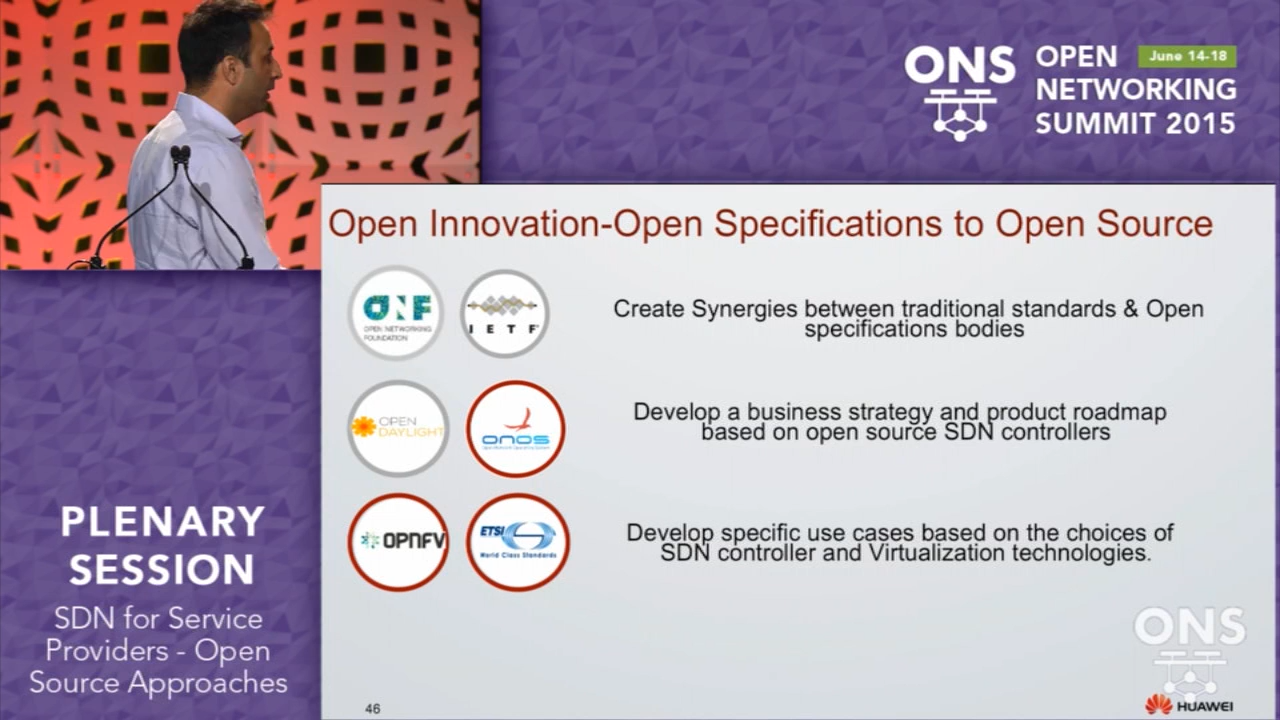 ONS
OPEN
June 14-18
NETWORKING
SUMMIT 2015
Open Innovation-Open Specifications to Open Source
ONF
OPEN NETWORKING
FOUNDATION
IETF
Create Synergies between traditional standards & Open
specifications bodies
OPEN
DAYLIGHT
onos
Develop a business strategy and product roadmap
based on open source SDN controllers
OPNFV
ETSI
World Class Standards
Develop specific use cases based on the choices of
SDN controller and Virtualization technologies.
PLENARY
SESSION
SDN for Service
Providers - Open
Source Approaches
ONS
46
HUAWEI